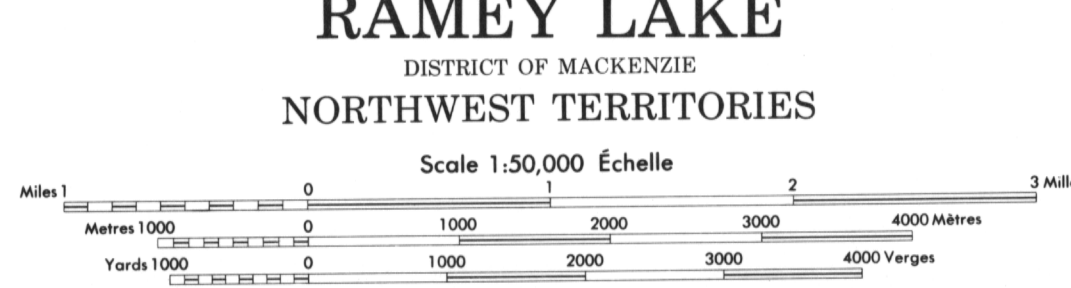 RAMEY LAKE
DISTRICT OF MACKENZIE
NORTHWEST TERRITORIES
Scale 1:50,000 Échelle
Miles 1 0 1 2 3
Metres 1000 0 1000 2000 3000 4000 Mètres
Yards 1000 0 1000 2000 3000 4000 Verges